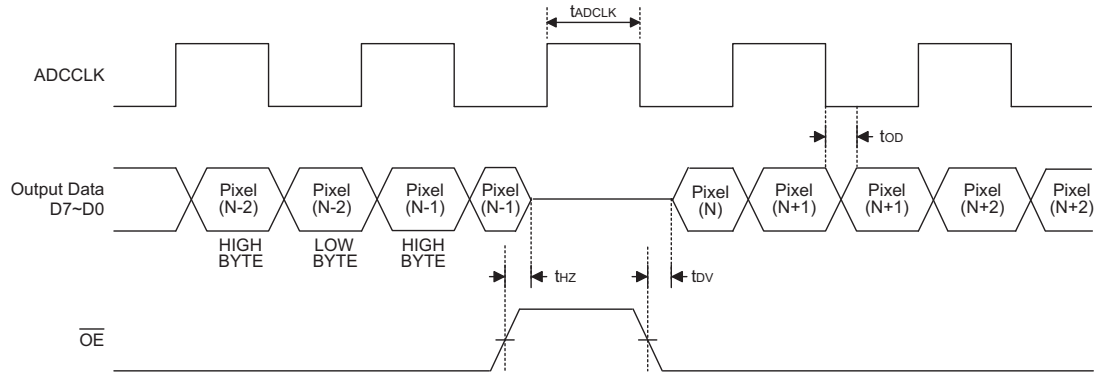 tADCLK
ADCCLK
tOD
Output Data
D7~D0
Pixel
(N-2)
Pixel
(N-2)
Pixel
(N-1)
Pixel
(N-1)
Pixel
(N)
Pixel
(N+1)
Pixel
(N+1)
Pixel
(N+2)
Pixel
(N+2)
HIGH
BYTE
LOW
BYTE
HIGH
BYTE
tHZ
tDV
OE